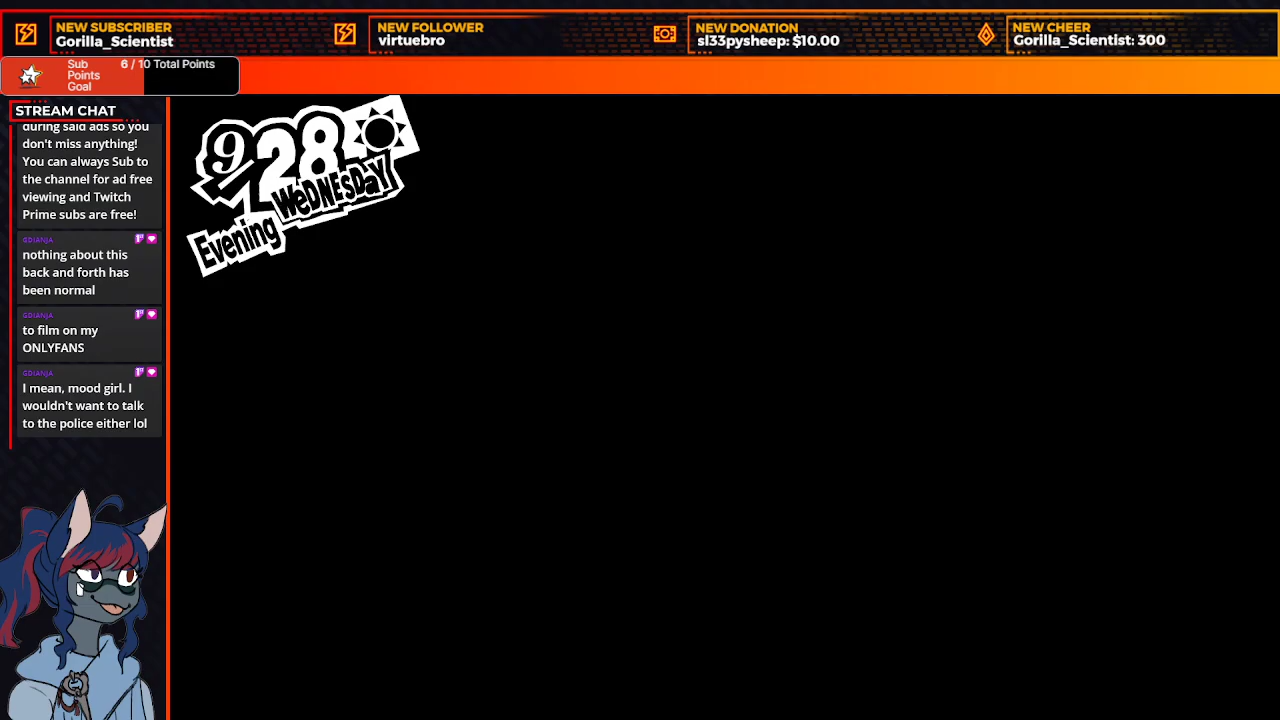 NEW SUBSCRIBER
Gorilla_Scientist
NEW FOLLOWER
virtuebro
NEW DONATION
sl33pysheep: $10.00
NEW CHEER
Gorilla_Scientist: 300
Sub
Points
Goal
6 / 10 Total Points
STREAM CHAT
during said ads so you
don't miss anything!
You can always Sub to
the channel for ad free
viewing and Twitch
Prime subs are free!
GDIANJA
nothing about this
back and forth has
been normal
GDIANJA
to film on my
ONLYFANS
GDIANJA
I mean, mood girl. I
wouldn't want to talk
to the police either lol
9/28
WeDNEsDaY
Evening